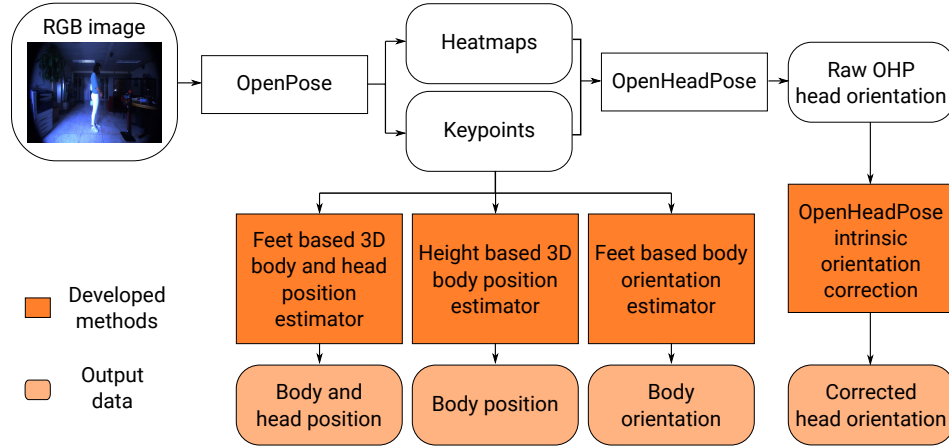 RGB image
OpenPose
Heatmaps
Keypoints
OpenHeadPose
Raw OHP
head orientation
Feet based 3D
body and head
position
estimator
Height based 3D
body position
estimator
Feet based body
orientation
estimator
OpenHeadPose
intrinsic
orientation
correction
Developed
methods
Output
data
Body and
head position
Body position
Body
orientation
Corrected
head orientation